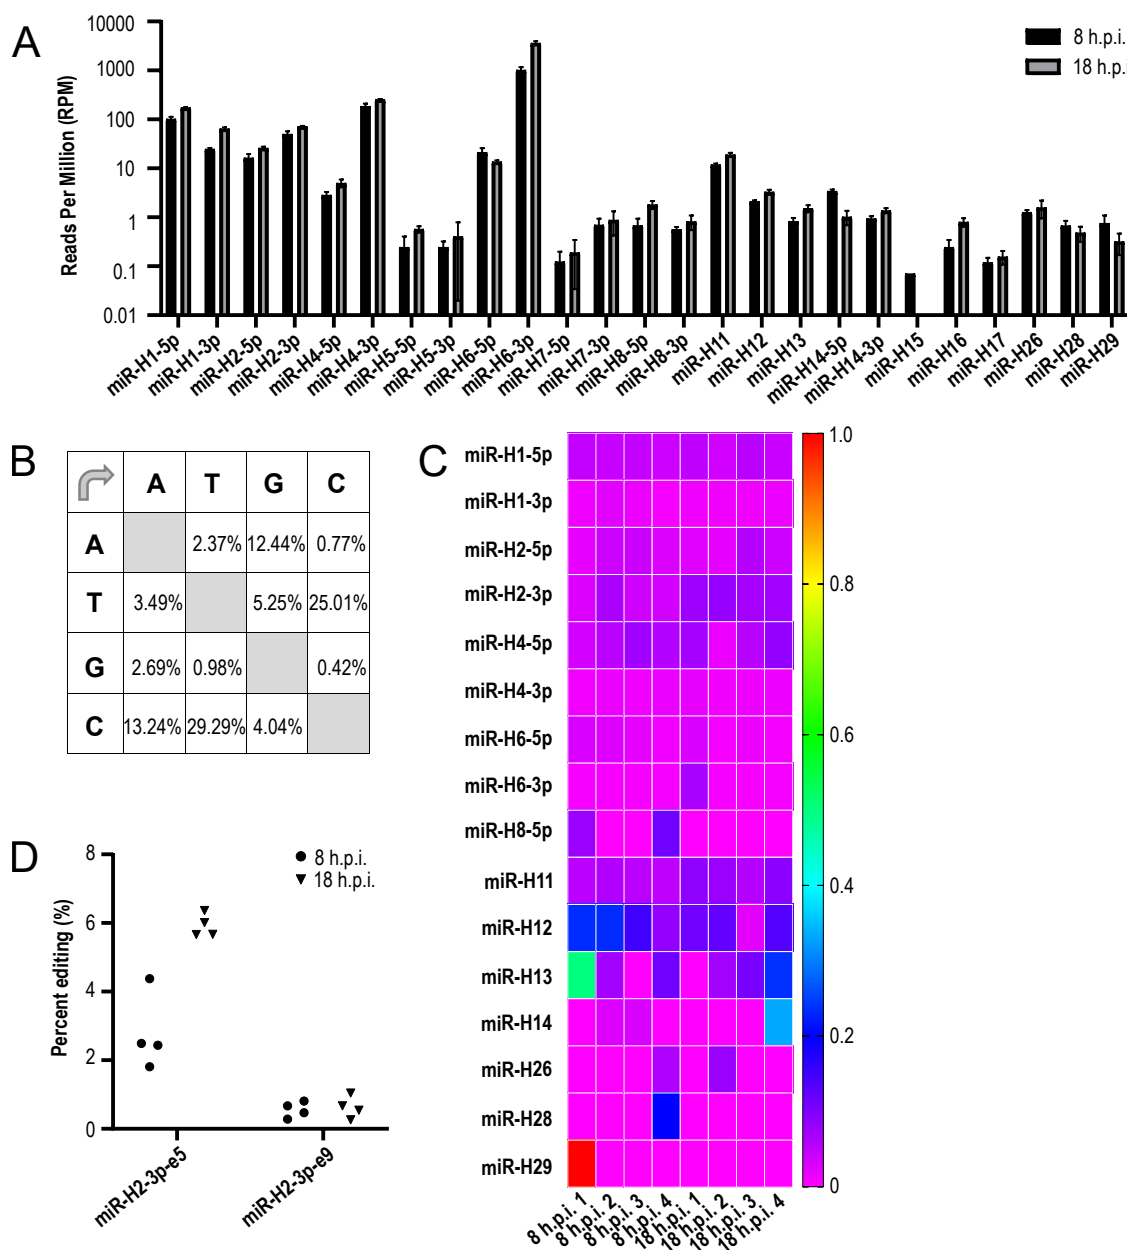 A
10000
1000
100
10
1
0.1
0.01
Reads Per Million (RPM)
8 h.p.i.
18 h.p.i
miR-H1-5p
miR-H1-3p
miR-H2-5p
miR-H2-3p
miR-H4-5p
miR-H4-3p
miR-H5-5p
miR-H5-3p
miR-H6-5p
miR-H6-3p
miR-H7-5p
miR-H7-3p
miR-H8-5p
miR-H8-3p
miR-H11
miR-H12
miR-H13
miR-H14-5p
miR-H14-3p
miR-H15
miR-H16
miR-H17
miR-H26
miR-H28
miR-H29
B
A T G C
A 2.37% 12.44% 0.77%
T 3.49% 5.25% 25.01%
G 2.69% 0.98% 0.42%
C 13.24% 29.29% 4.04%
C
miR-H1-5p
miR-H1-3p
miR-H2-5p
miR-H2-3p
miR-H4-5p
miR-H4-3p
miR-H6-5p
miR-H6-3p
miR-H8-5p
miR-H11
miR-H12
miR-H13
miR-H14
miR-H26
miR-H28
miR-H29
8 h.p.i. 1
8 h.p.i. 2
8 h.p.i. 3
8 h.p.i. 4
18 h.p.i. 1
18 h.p.i. 2
18 h.p.i. 3
18 h.p.i. 4
1.0
0.8
0.6
0.4
0.2
0
D
8
6
4
2
0
Percent editing (%)
8 h.p.i.
18 h.p.i.
miR-H2-3p-e5
miR-H2-3p-e9